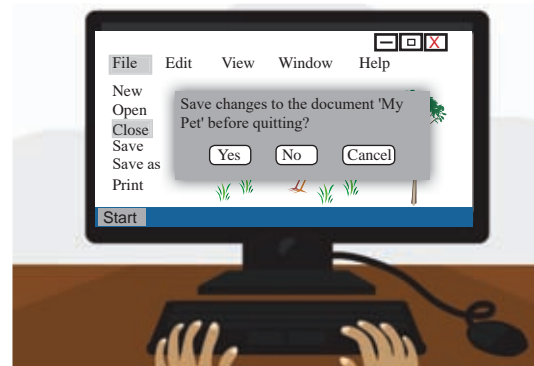 X
File Edit View Window Help
New
Open
Close
Save
Save as
Print
Save changes to the document 'My
Pet' before quitting?
Yes No Cancel
Start